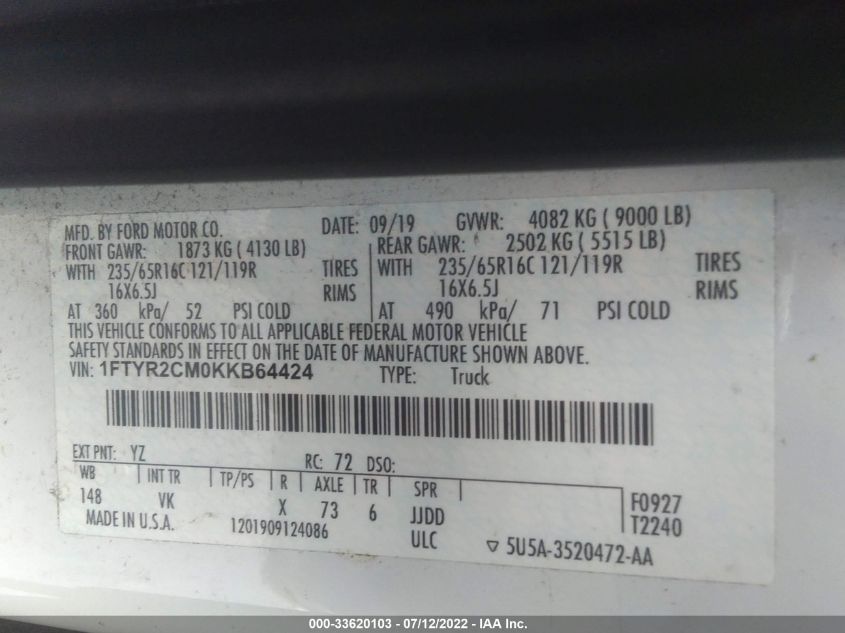 MFD. BY FORD MOTOR CO. DATE: 09/19 GVWR: 4082 KG ( 9000 LB)
FRONT GAWR: 1873 KG ( 4130 LB) REAR GAWR: 2502 KG ( 5515 LB)
WITH 235/65R16C 121/119R TIRES WITH 235/65R16C 121/119R TIRES
16X6.5J RIMS 16X6.5J RIMS
AT 360 kPa/ 52 PSI COLD AT 490 kPa/ 71 PSI COLD
THIS VEHICLE CONFORMS TO ALL APPLICABLE FEDERAL MOTOR VEHICLE
SAFETY STANDARDS IN EFFECT ON THE DATE OF MANUFACTURE SHOWN ABOVE.
VIN: 1FTYR2CM0KKB64424 TYPE: Truck
EXT PNT: YZ RC: 72 DSO:
WB INT TR TP/PS R AXLE TR SPR
148 VK X 73 6 JJDD F0927
MADE IN U.S.A. 1201909124086 ULC T2240
5U5A-3520472-AA
000-33620103 - 07/12/2022 - IAA Inc.